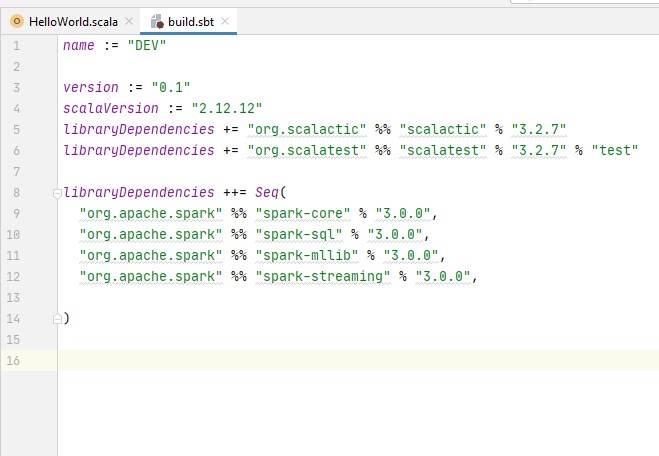 HelloWorld.scala build.sbt
1 name := "DEV"
2
3 version := "0.1"
4 scalaVersion := "2.12.12"
5 libraryDependencies += "org.scalactic" %% "scalactic" % "3.2.7"
6 libraryDependencies += "org.scalatest" %% "scalatest" % "3.2.7" % "test"
7
8 libraryDependencies ++= Seq(
9 "org.apache.spark" %% "spark-core" % "3.0.0",
10 "org.apache.spark" %% "spark-sql" % "3.0.0",
11 "org.apache.spark" %% "spark-mllib" % "3.0.0",
12 "org.apache.spark" %% "spark-streaming" % "3.0.0",
13
14 )
15
16